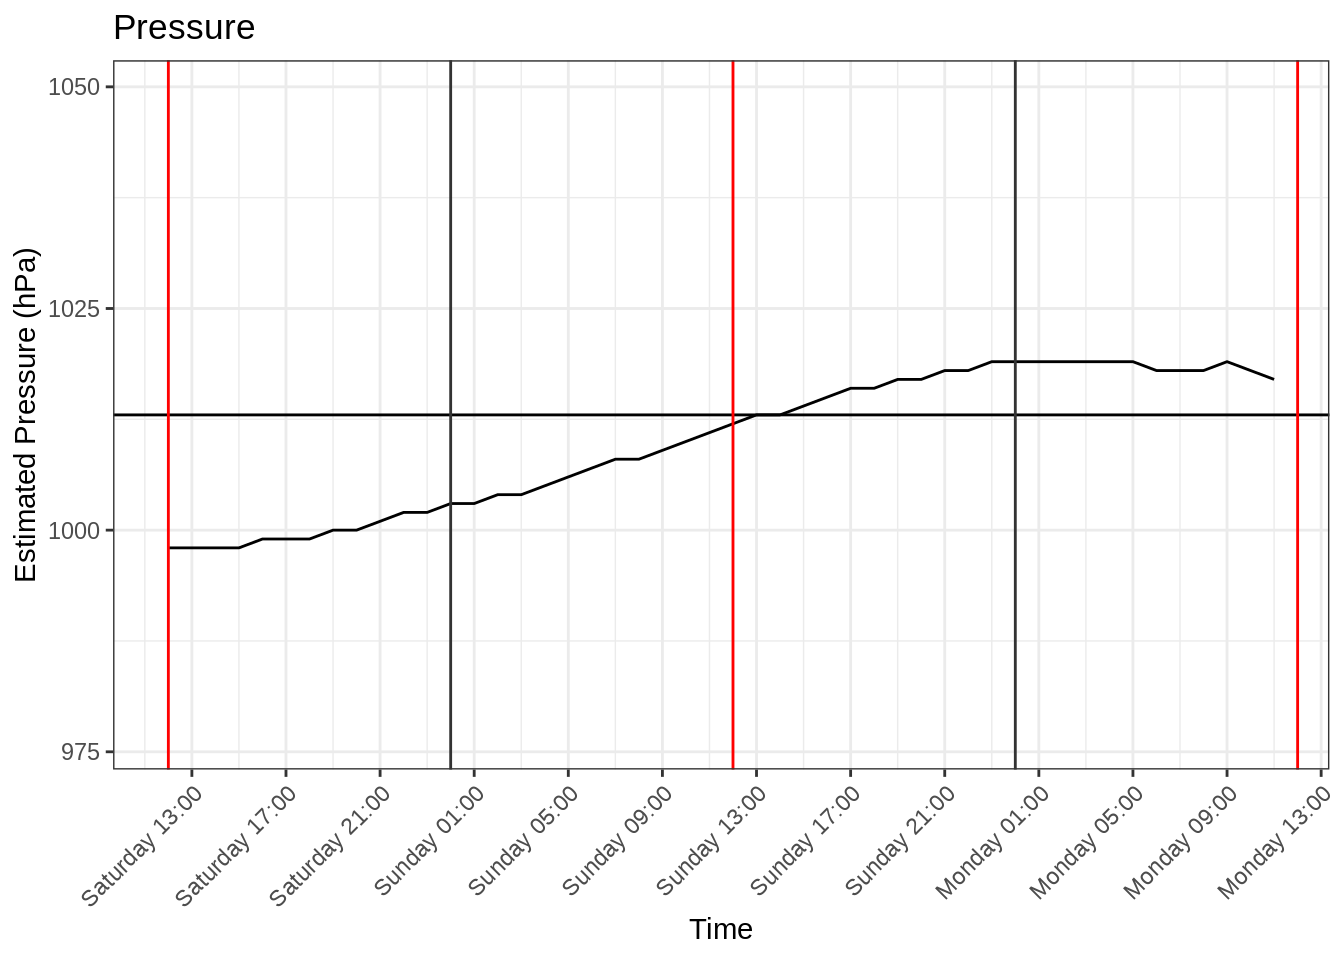 Pressure
Estimated Pressure (hPa)
1050
1025
1000
975
Saturday 13:00
Saturday 17:00
Saturday 21:00
Sunday 01:00
Sunday 05:00
Sunday 09:00
Sunday 13:00
Sunday 17:00
Sunday 21:00
Monday 01:00
Monday 05:00
Monday 09:00
Monday 13:00
Time